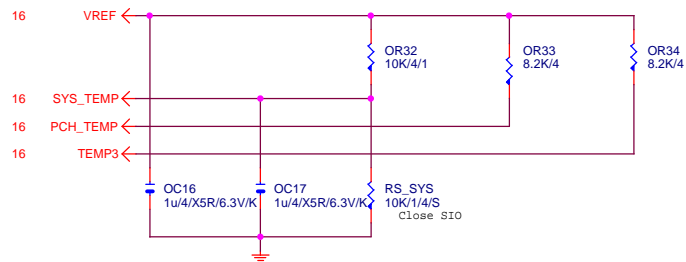 16 VREF
OR32
10K/4/1
OR33
8.2K/4
OR34
8.2K/4
16 SYS_TEMP
16 PCH_TEMP
16 TEMP3
OC16
1u/4/X5R/6.3V/K
OC17
1u/4/X5R/6.3V/K
RS_SYS
10K/1/4/S
Close SIO